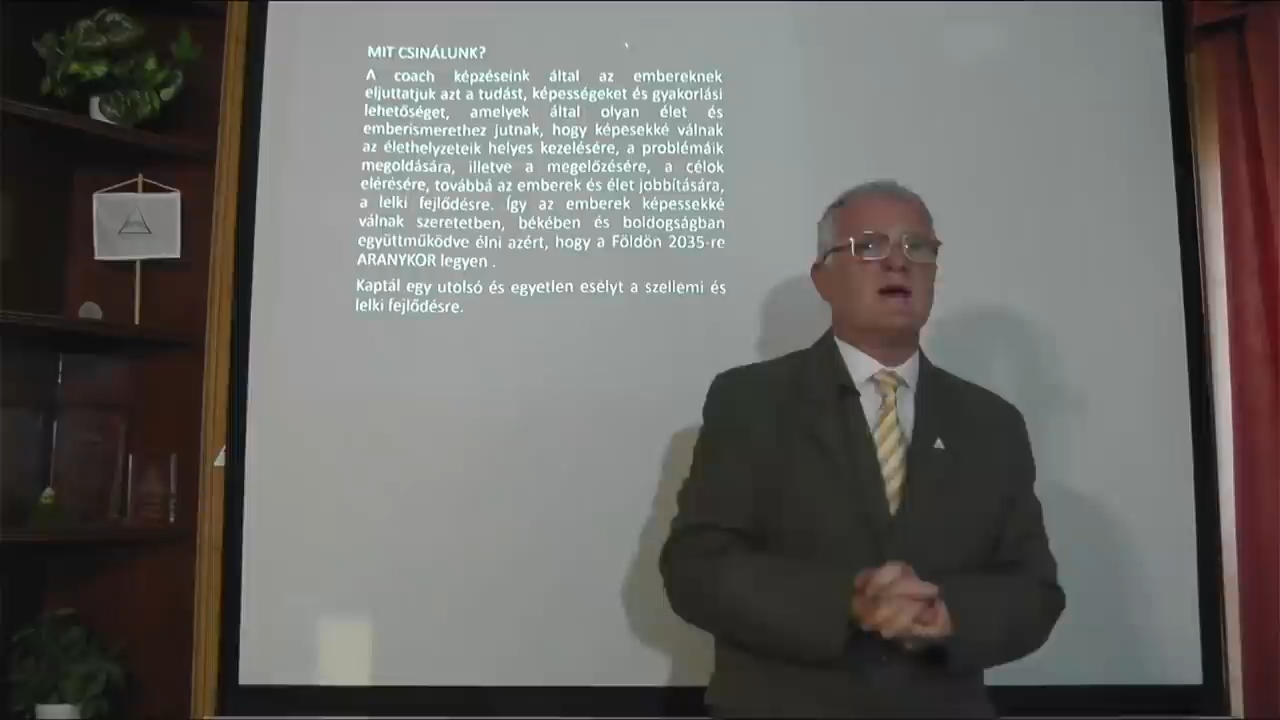 MIT CSINÁLUNK?
A coach képzéseink által az embereknek
eljuttatjuk azt a tudást, képességeket és gyakorlási
lehetőséget, amelyek által olyan élet és
emberismerethez jutnak, hogy képesekké válnak
az élethelyzeteik helyes kezelésére, a problémáik
megoldására, illetve a megelőzésére, a célok
elérésére, továbbá az emberek és élet jobbítására,
a lelki fejlődésre. Így az emberek képessekké
válnak szeretetben, békében és boldogságban
együttműködve élni azért, hogy a Földön 2035-re
ARANYKOR legyen .
Kaptál egy utolsó és egyetlen esélyt a szellemi és
lelki fejlődésre.